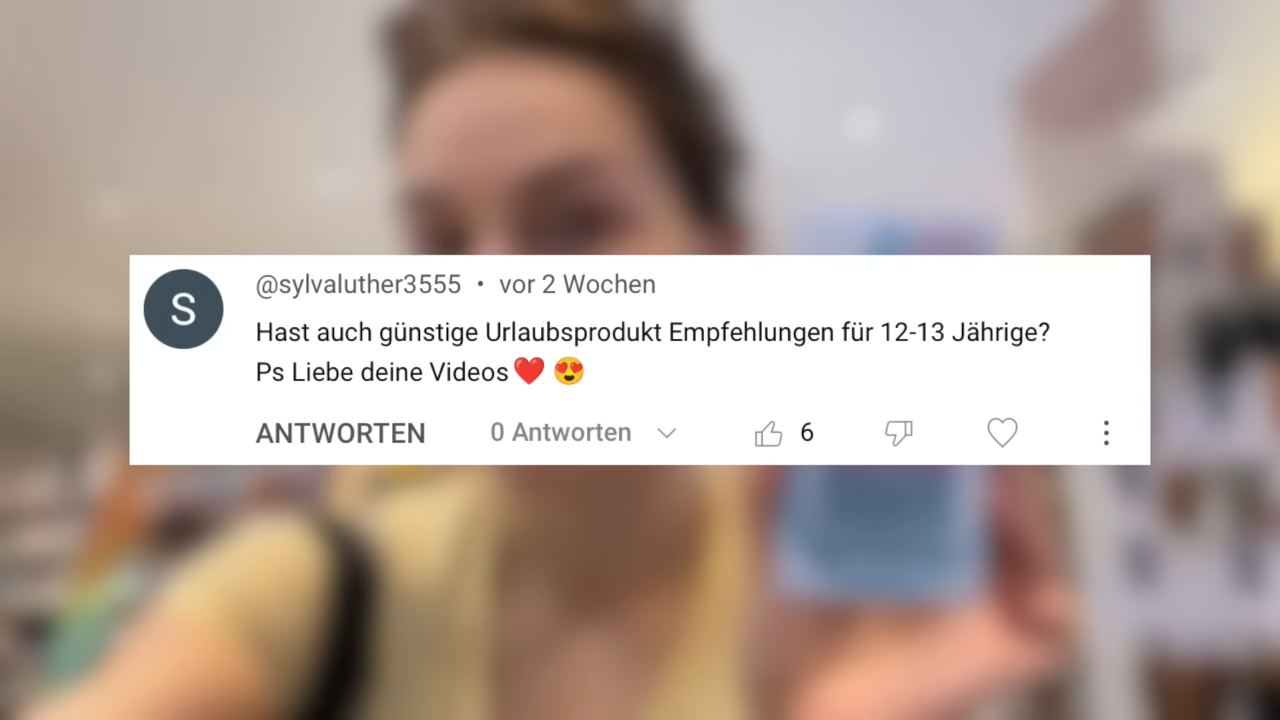 S
@sylvaluther3555 • vor 2 Wochen
Hast auch günstige Urlaubsprodukt Empfehlungen für 12-13 Jährige?
Ps Liebe deine Videos❤️ 😍
ANTWORTEN 0 Antworten 6